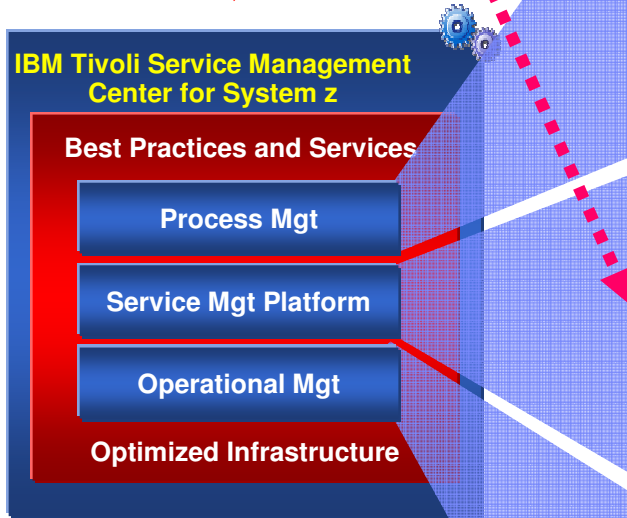 IBM Tivoli Service Management
Center for System z
Best Practices and Services
Process Mgt
Service Mgt Platform
Operational Mgt
Optimized Infrastructure